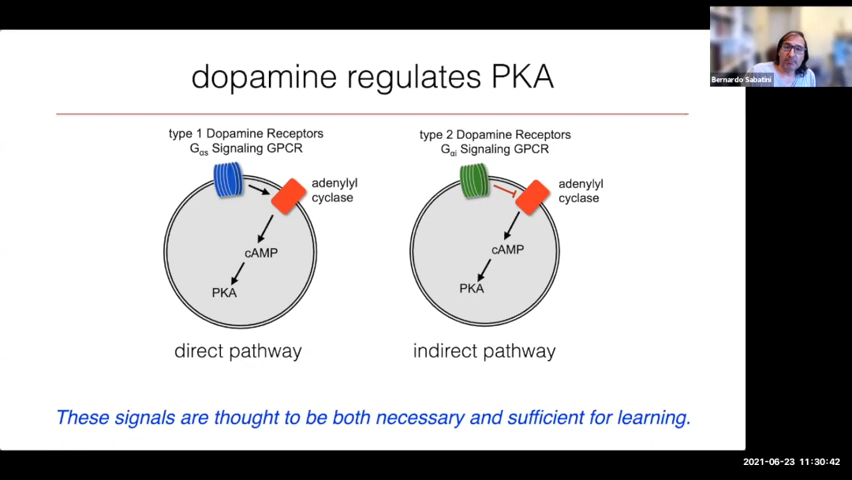 dopamine regulates PKA
Bernardo Sabatini
type 1 Dopamine Receptors
Gαs Signaling GPCR
adenylyl
cyclase
cAMP
PKA
direct pathway
type 2 Dopamine Receptors
Gαi Signaling GPCR
adenylyl
cyclase
cAMP
PKA
indirect pathway
These signals are thought to be both necessary and sufficient for learning.
2021-06-23 11:30:42